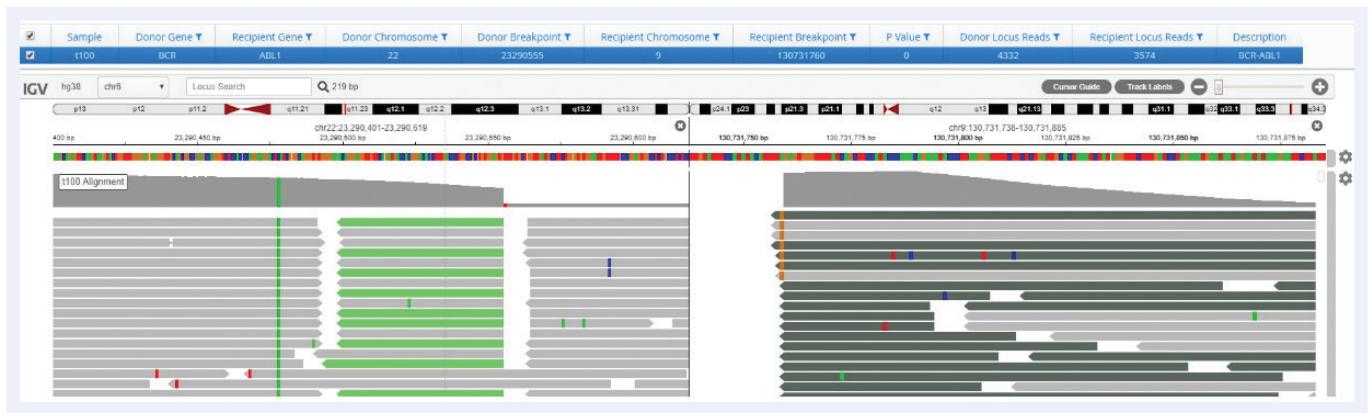 Sample Donor Gene Recipient Gene Donor Chromosome Donor Breakpoint Recipient Chromosome Recipient Breakpoint P Value Donor Locus Reads Recipient Locus Reads Description
t100 BCR ABL1 22 23290555 9 130731760 0 4332 3574 BCR-ABL1
IGV hg38 chr6 Locus Search 219 bp Cursor Guide Track Labels
p13 p12 p11.2 q11.21 q11.23 q12.1 q12.2 q12.3 q13.1 q13.2 q13.31 p24.1 p23 p21.3 p21.1 q12 q13 q21.13 q31.1 q32 q33.1 q33.3 q34.3
chr22:23,290,401-23,290,619 chr9:130,731,738-130,731,885
400 bp 23,290,450 bp 23,290,500 bp 23,290,550 bp 23,290,600 bp 130,731,750 bp 130,731,775 bp 130,731,800 bp 130,731,825 bp 130,731,850 bp 130,731,875 bp
t100 Alignment